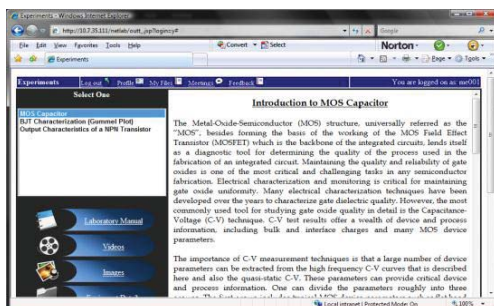 Experiments - Windows Internet Explorer
Google
File Edit View Favorites Tools Help
Convert Select
Norton
Experiments
Page Tools
Experiments Log out Profile My Files Meetings Feedback You are logged on as: me001
Select One
MOS Capacitor
BJT Characterization (Gummel Plot)
Output Characteristics of a NPN Transistor
Laboratory Manual
Videos
Images
Introduction to MOS Capacitor
The Metal-Oxide-Semiconductor (MOS) structure, universally referred as the
"MOS", besides forming the basis of the working of the MOS Field Effect
Transistor (MOSFET) which is the backbone of the integrated circuits, lends itself
as a diagnostic tool for determining the quality of the process used in the
fabrication of an integrated circuit. Maintaining the quality and reliability of gate
oxides is one of the most critical and challenging tasks in any semiconductor
fabrication. Electrical characterization and monitoring is critical for maintaining
gate oxide uniformity. Many electrical characterization techniques have been
developed over the years to characterize gate dielectric quality. However, the most
commonly used tool for studying gate oxide quality in detail is the Capacitance-
Voltage (C-V) technique. C-V test results offer a wealth of device and process
information, including bulk and interface charges and many MOS device
parameters.
The importance of C-V measurement techniques is that a large number of device
parameters can be extracted from the high frequency C-V curves that is described
here and also the quasi-static C-V. These parameters can provide critical device
and process information. One can divide the parameters roughly into three
Local intranet | Protected Mode: On 100%